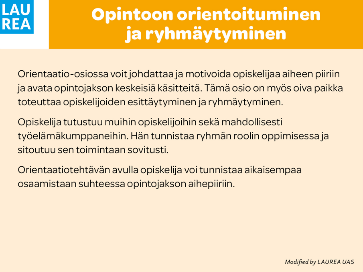 LAU
REA
Opintoon orientoituminen
ja ryhmäytyminen
Orientaatio-osiossa voit johdattaa ja motivoida opiskelijaa aiheen piiriin
ja avata opintojakson keskeisiä käsitteitä. Tämä osio on myös oiva paikka
toteuttaa opiskelijoiden esittäytyminen ja ryhmäytyminen.
Opiskelija tutustuu muihin opiskelijoihin sekä mahdollisesti
työelämäkumppaneihin. Hän tunnistaa ryhmän roolin oppimisessa ja
sitoutuu sen toimintaan sovitusti.
Orientaatiotehtävän avulla opiskelija voi tunnistaa aikaisempaa
osaamistaan suhteessa opintojakson aihepiiriin.
Modified by LAUREA UAS